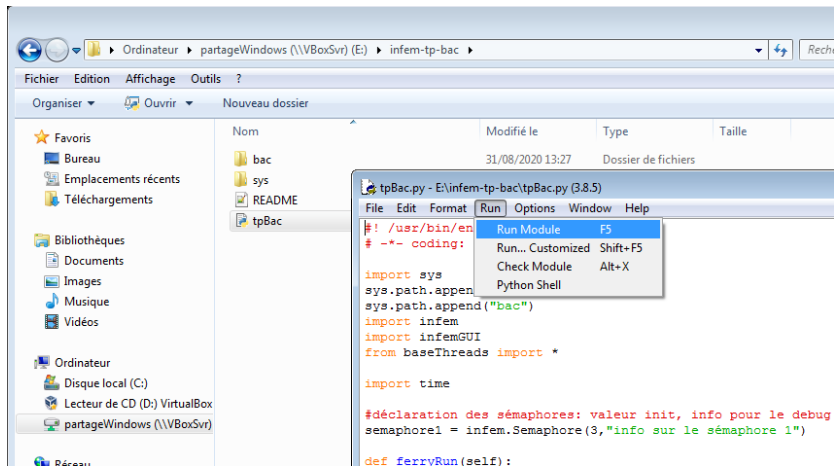 Ordinateur ▸ partageWindows (\\VBoxSvr) (E:) ▸ infem-tp-bac ▸
Fichier Edition Affichage Outils ?
Organiser ▾ Ouvrir ▾ Nouveau dossier
Favoris
Bureau
Emplacements récents
Téléchargements
Bibliothèques
Documents
Images
Musique
Vidéos
Ordinateur
Disque local (C:)
Lecteur de CD (D:) VirtualBox
partageWindows (\\VBoxSvr)
Réseau
Nom Modifié le Type Taille
bac 31/08/2020 13:27 Dossier de fichiers
sys
README
tpBac
tpBac.py - E:\infem-tp-bac\tpBac.py (3.8.5)
File Edit Format Run Options Window Help
Run Module F5
Run... Customized Shift+F5
Check Module Alt+X
Python Shell
#! /usr/bin/en
# -*- coding:
import sys
sys.path.appen
sys.path.append("bac")
import infem
import infemGUI
from baseThreads import *
import time
#déclaration des sémaphores: valeur init, info pour le debug
semaphore1 = infem.Semaphore(3,"info sur le sémaphore 1")
def ferryRun(self):